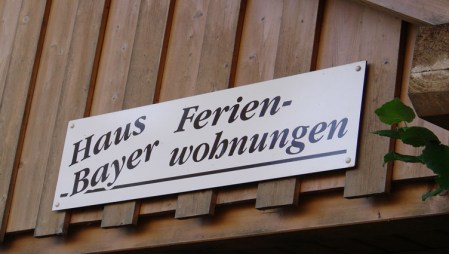 Haus Ferien-
-Bayer wohnungen